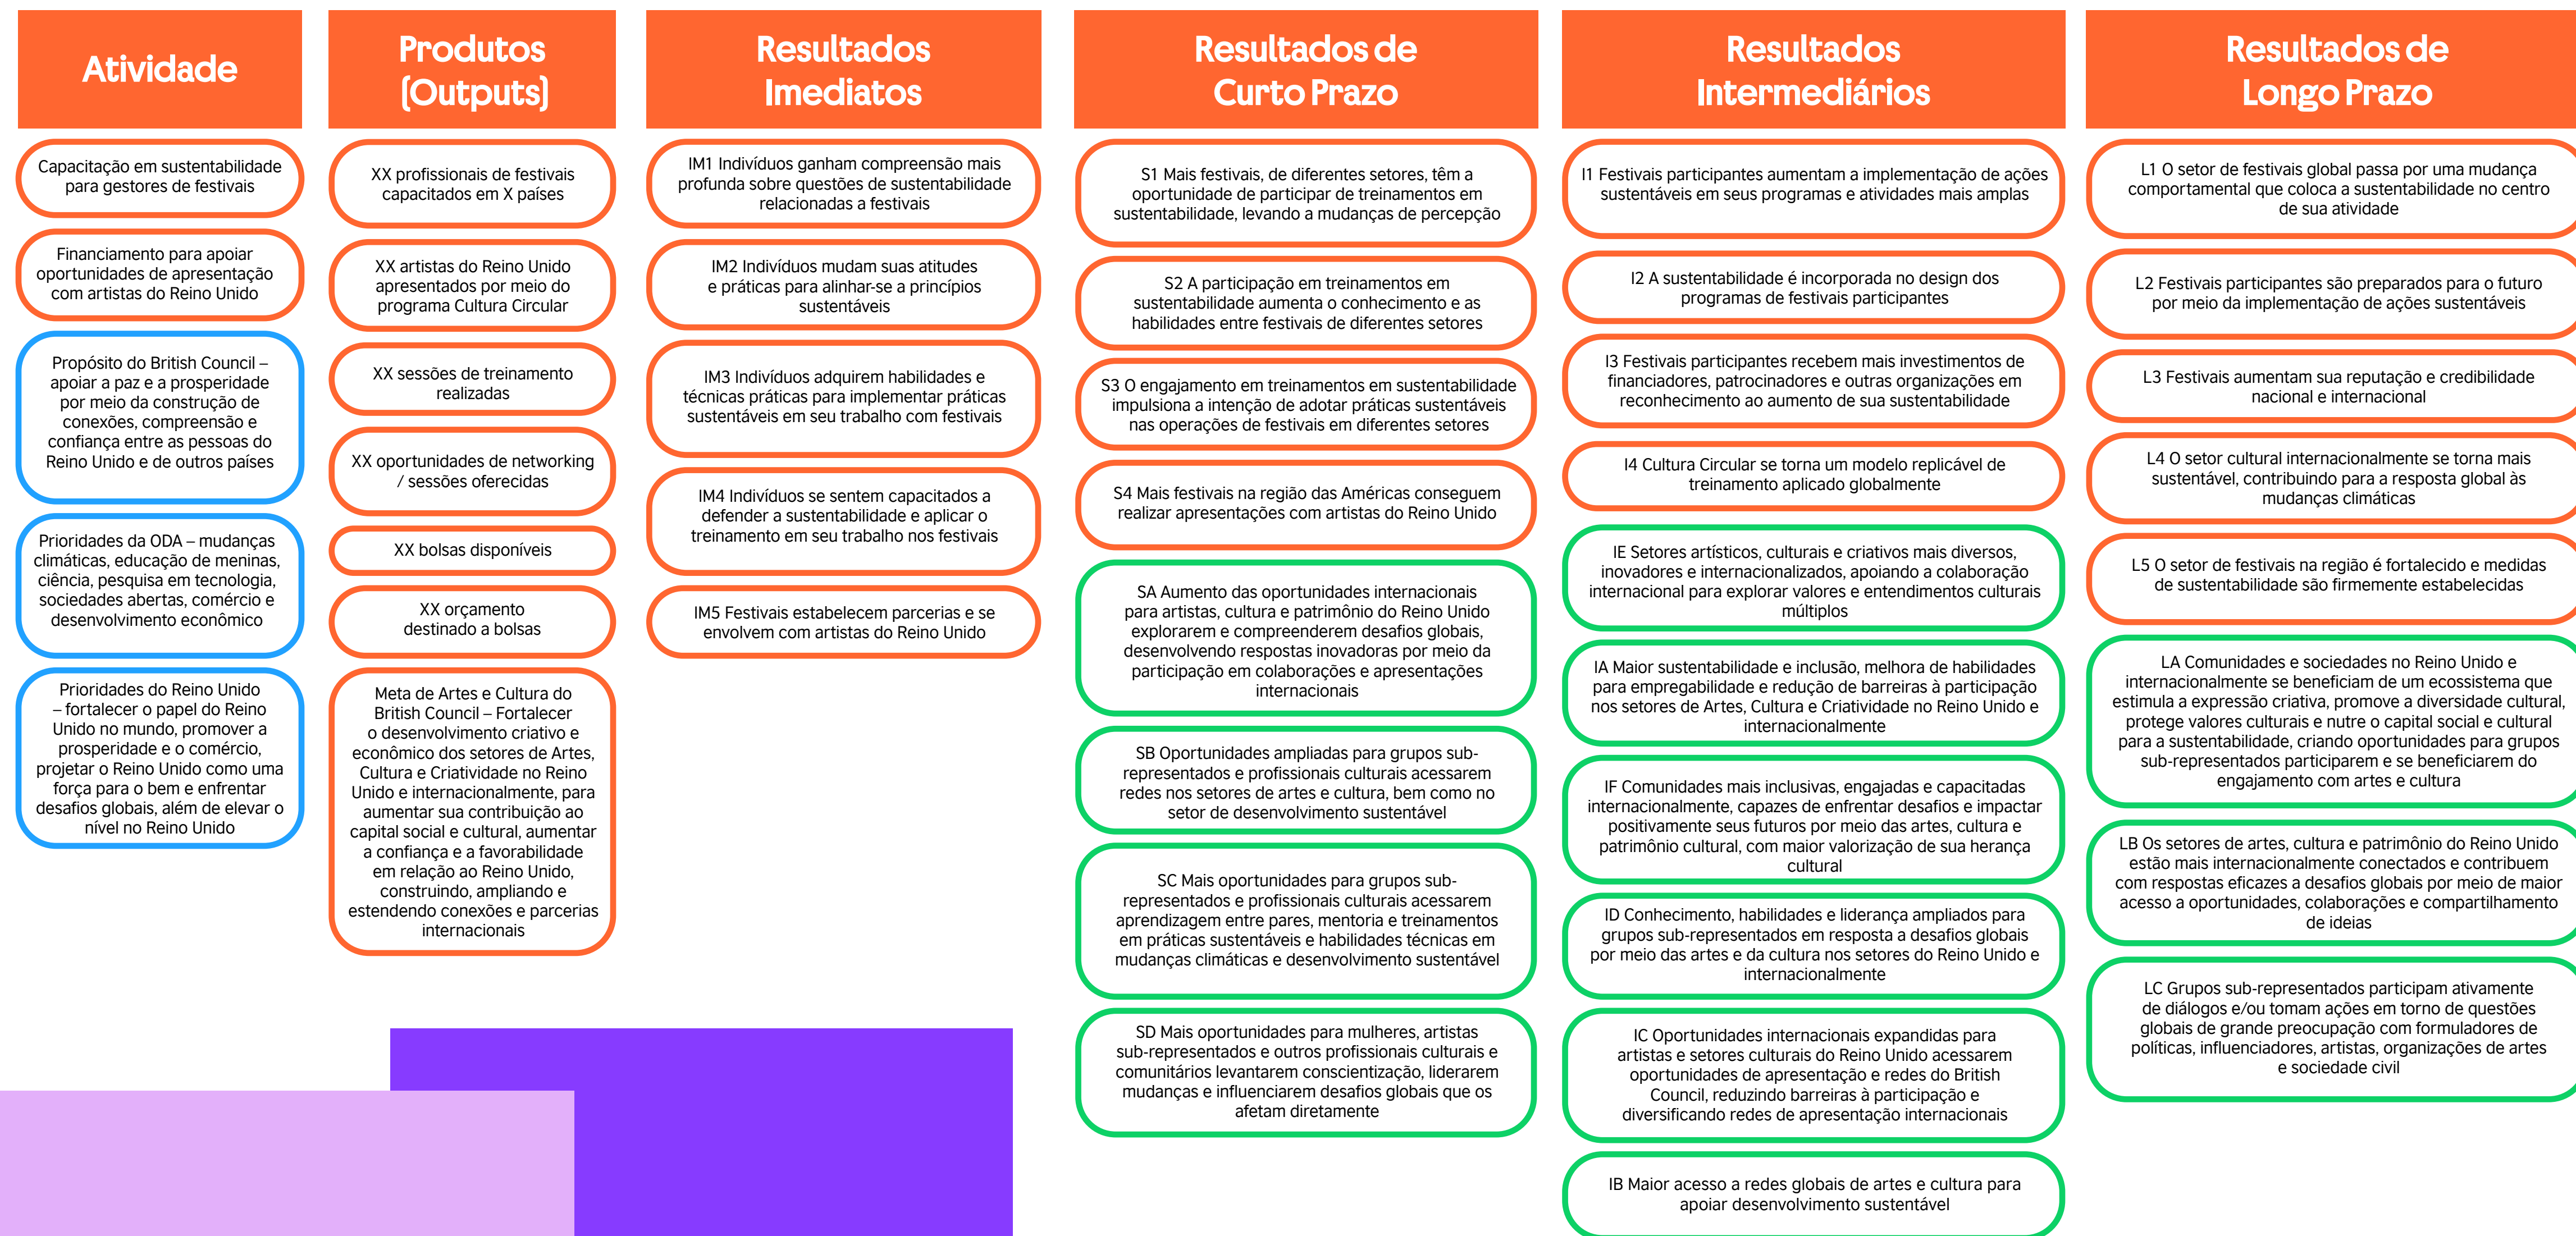 Atividade
Capacitação em sustentabilidade
para gestores de festivais
Financiamento para apoiar
oportunidades de apresentação
com artistas do Reino Unido
Propósito do British Council –
apoiar a paz e a prosperidade
por meio da construção de
conexões, compreensão e
confiança entre as pessoas do
Reino Unido e de outros países
Prioridades da ODA – mudanças
climáticas, educação de meninas,
ciência, pesquisa em tecnologia,
sociedades abertas, comércio e
desenvolvimento econômico
Prioridades do Reino Unido
– fortalecer o papel do Reino
Unido no mundo, promover a
prosperidade e o comércio,
projetar o Reino Unido como uma
força para o bem e enfrentar
desafios globais, além de elevar o
nível no Reino Unido
Produtos
(Outputs)
XX profissionais de festivais
capacitados em X países
XX artistas do Reino Unido
apresentados por meio do
programa Cultura Circular
XX sessões de treinamento
realizadas
XX oportunidades de networking
/ sessões oferecidas
XX bolsas disponíveis
XX orçamento
destinado a bolsas
Meta de Artes e Cultura do
British Council – Fortalecer
o desenvolvimento criativo e
econômico dos setores de Artes,
Cultura e Criatividade no Reino
Unido e internacionalmente, para
aumentar sua contribuição ao
capital social e cultural, aumentar
a confiança e a favorabilidade
em relação ao Reino Unido,
construindo, ampliando e
estendendo conexões e parcerias
internacionais
Resultados
Imediatos
IM1 Indivíduos ganham compreensão mais
profunda sobre questões de sustentabilidade
relacionadas a festivais
IM2 Indivíduos mudam suas atitudes
e práticas para alinhar-se a princípios
sustentáveis
IM3 Indivíduos adquirem habilidades e
técnicas práticas para implementar práticas
sustentáveis em seu trabalho com festivais
IM4 Indivíduos se sentem capacitados a
defender a sustentabilidade e aplicar o
treinamento em seu trabalho nos festivais
IM5 Festivais estabelecem parcerias e se
envolvem com artistas do Reino Unido
Resultados de
Curto Prazo
S1 Mais festivais, de diferentes setores, têm a
oportunidade de participar de treinamentos em
sustentabilidade, levando a mudanças de percepção
S2 A participação em treinamentos em
sustentabilidade aumenta o conhecimento e as
habilidades entre festivais de diferentes setores
S3 O engajamento em treinamentos em sustentabilidade
impulsiona a intenção de adotar práticas sustentáveis
nas operações de festivais em diferentes setores
S4 Mais festivais na região das Américas conseguem
realizar apresentações com artistas do Reino Unido
SA Aumento das oportunidades internacionais
para artistas, cultura e patrimônio do Reino Unido
explorarem e compreenderem desafios globais,
desenvolvendo respostas inovadoras por meio da
participação em colaborações e apresentações
internacionais
SB Oportunidades ampliadas para grupos sub-
representados e profissionais culturais acessarem
redes nos setores de artes e cultura, bem como no
setor de desenvolvimento sustentável
SC Mais oportunidades para grupos sub-
representados e profissionais culturais acessarem
aprendizagem entre pares, mentoria e treinamentos
em práticas sustentáveis e habilidades técnicas em
mudanças climáticas e desenvolvimento sustentável
SD Mais oportunidades para mulheres, artistas
sub-representados e outros profissionais culturais e
comunitários levantarem conscientização, liderarem
mudanças e influenciarem desafios globais que os
afetam diretamente
Resultados
Intermediários
I1 Festivais participantes aumentam a implementação de ações
sustentáveis em seus programas e atividades mais amplas
I2 A sustentabilidade é incorporada no design dos
programas de festivais participantes
I3 Festivais participantes recebem mais investimentos de
financiadores, patrocinadores e outras organizações em
reconhecimento ao aumento de sua sustentabilidade
I4 Cultura Circular se torna um modelo replicável de
treinamento aplicado globalmente
IE Setores artísticos, culturais e criativos mais diversos,
inovadores e internacionalizados, apoiando a colaboração
internacional para explorar valores e entendimentos culturais
múltiplos
IA Maior sustentabilidade e inclusão, melhora de habilidades
para empregabilidade e redução de barreiras à participação
nos setores de Artes, Cultura e Criatividade no Reino Unido e
internacionalmente
IF Comunidades mais inclusivas, engajadas e capacitadas
internacionalmente, capazes de enfrentar desafios e impactar
positivamente seus futuros por meio das artes, cultura e
patrimônio cultural, com maior valorização de sua herança
cultural
ID Conhecimento, habilidades e liderança ampliados para
grupos sub-representados em resposta a desafios globais
por meio das artes e da cultura nos setores do Reino Unido e
internacionalmente
IC Oportunidades internacionais expandidas para
artistas e setores culturais do Reino Unido acessarem
oportunidades de apresentação e redes do British
Council, reduzindo barreiras à participação e
diversificando redes de apresentação internacionais
IB Maior acesso a redes globais de artes e cultura para
apoiar desenvolvimento sustentável
Resultados de
Longo Prazo
L1 O setor de festivais global passa por uma mudança
comportamental que coloca a sustentabilidade no centro
de sua atividade
L2 Festivais participantes são preparados para o futuro
por meio da implementação de ações sustentáveis
L3 Festivais aumentam sua reputação e credibilidade
nacional e internacional
L4 O setor cultural internacionalmente se torna mais
sustentável, contribuindo para a resposta global às
mudanças climáticas
L5 O setor de festivais na região é fortalecido e medidas
de sustentabilidade são firmemente estabelecidas
LA Comunidades e sociedades no Reino Unido e
internacionalmente se beneficiam de um ecossistema que
estimula a expressão criativa, promove a diversidade cultural,
protege valores culturais e nutre o capital social e cultural
para a sustentabilidade, criando oportunidades para grupos
sub-representados participarem e se beneficiarem do
engajamento com artes e cultura
LB Os setores de artes, cultura e patrimônio do Reino Unido
estão mais internacionalmente conectados e contribuem
com respostas eficazes a desafios globais por meio de maior
acesso a oportunidades, colaborações e compartilhamento
de ideias
LC Grupos sub-representados participam ativamente
de diálogos e/ou tomam ações em torno de questões
globais de grande preocupação com formuladores de
políticas, influenciadores, artistas, organizações de artes
e sociedade civil